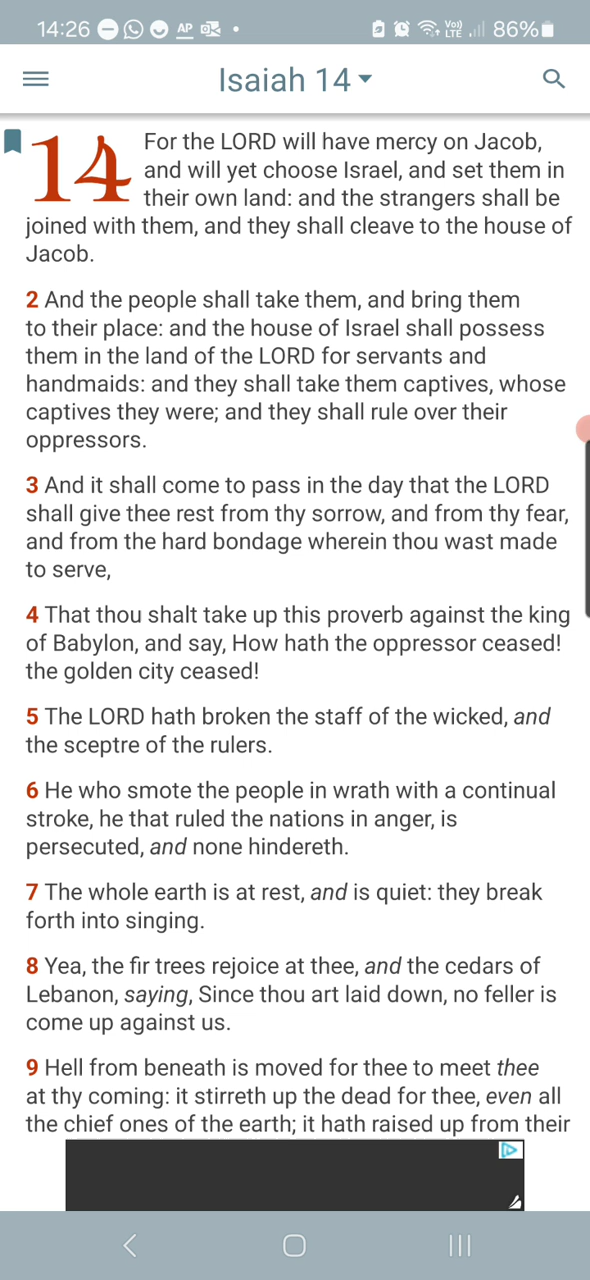 14:26 AP Vo)) LTE 86%
Isaiah 14
14 For the LORD will have mercy on Jacob,
and will yet choose Israel, and set them in
their own land: and the strangers shall be
joined with them, and they shall cleave to the house of
Jacob.
2 And the people shall take them, and bring them
to their place: and the house of Israel shall possess
them in the land of the LORD for servants and
handmaids: and they shall take them captives, whose
captives they were; and they shall rule over their
oppressors.
3 And it shall come to pass in the day that the LORD
shall give thee rest from thy sorrow, and from thy fear,
and from the hard bondage wherein thou wast made
to serve,
4 That thou shalt take up this proverb against the king
of Babylon, and say, How hath the oppressor ceased!
the golden city ceased!
5 The LORD hath broken the staff of the wicked, and
the sceptre of the rulers.
6 He who smote the people in wrath with a continual
stroke, he that ruled the nations in anger, is
persecuted, and none hindereth.
7 The whole earth is at rest, and is quiet: they break
forth into singing.
8 Yea, the fir trees rejoice at thee, and the cedars of
Lebanon, saying, Since thou art laid down, no feller is
come up against us.
9 Hell from beneath is moved for thee to meet thee
at thy coming: it stirreth up the dead for thee, even all
the chief ones of the earth; it hath raised up from their